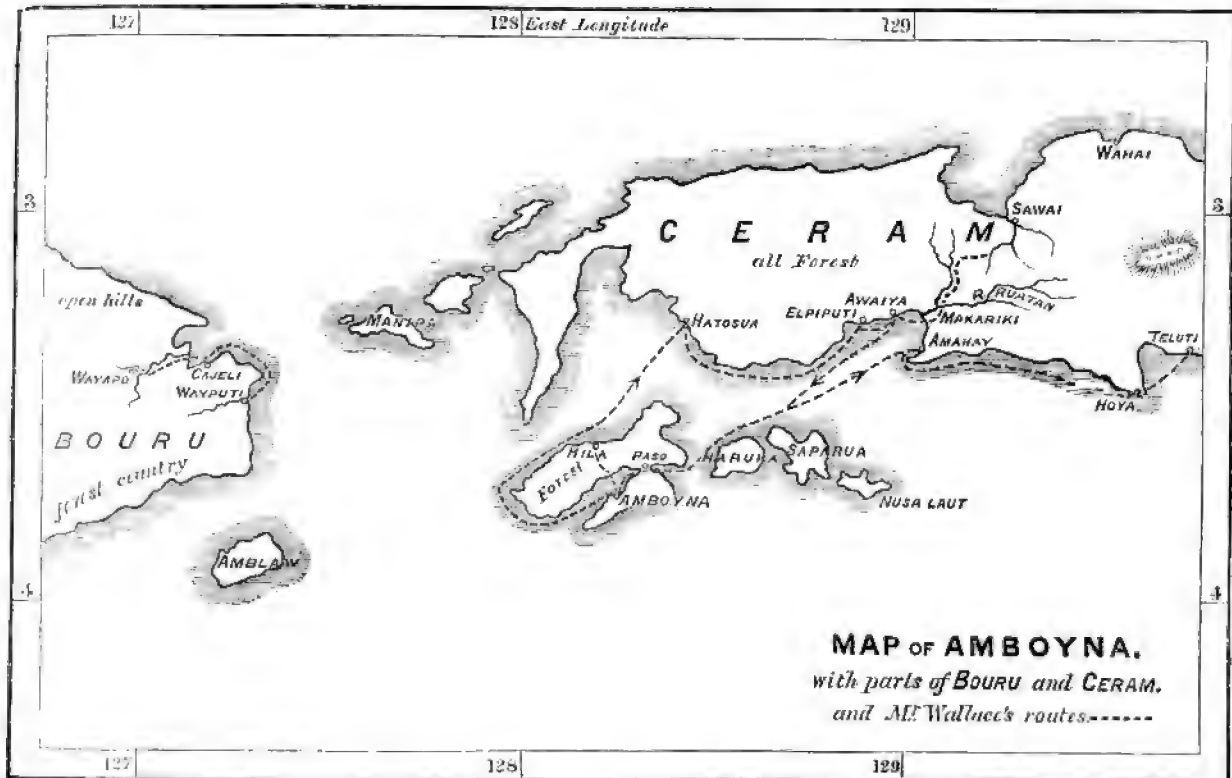 127
128 East Longitude
129
WAHAI
3
3
SAWAI
C E R A M
all Forest
open hills
R. RUATAN
AWAIYA
ELPIPUTI
MAKARIKI
MANIPA
HATOSUA
AMAHAY
TELUTI
WAYAPO
CAJELI
WAYPUTI
HOYA
BOURU
HILA
PASO
HARUKA
SAPARUA
forest country
Forest
AMBOYNA
NUSA LAUT
AMBLAW
4
4
MAP OF AMBOYNA.
with parts of BOURU and CERAM.
and Mr. Wallace's routes
127
128
129